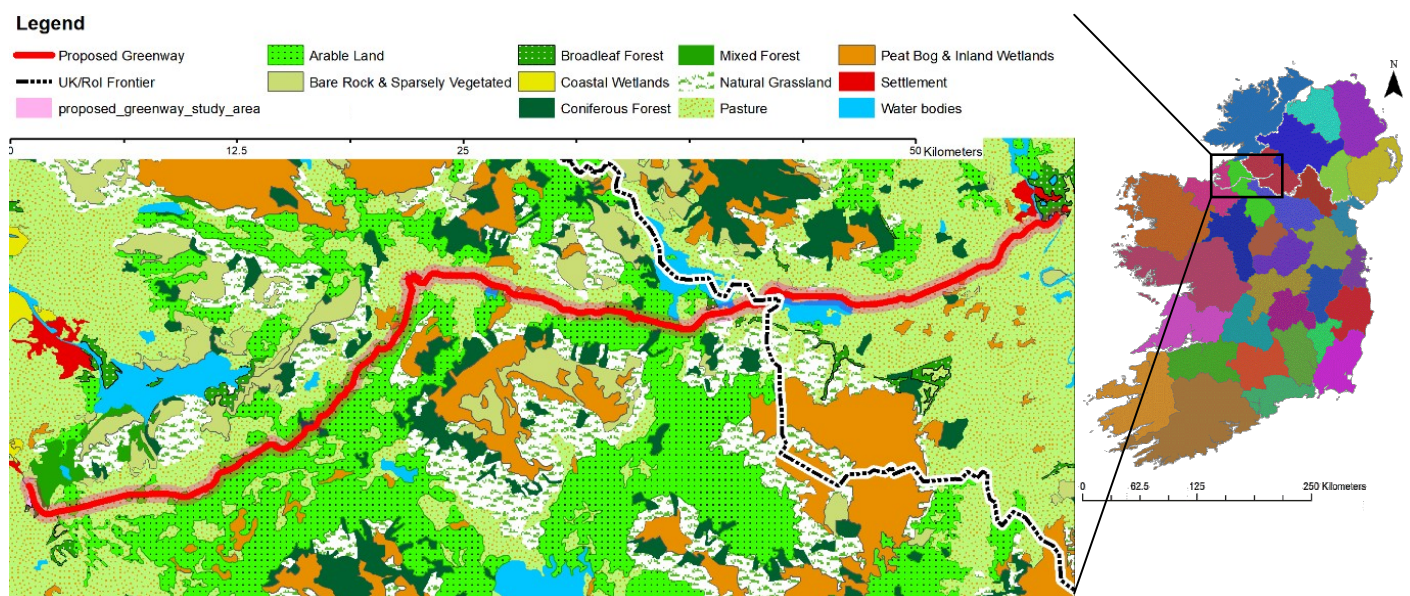 Legend
Proposed Greenway
Arable Land
Broadleaf Forest
Mixed Forest
Peat Bog & Inland Wetlands
UK/RoI Frontier
Bare Rock & Sparsely Vegetated
Coastal Wetlands
Natural Grassland
Settlement
proposed_greenway_study_area
Coniferous Forest
Pasture
Water bodies
N
0 12.5 25 50 Kilometers
0 62.5 125 250 Kilometers